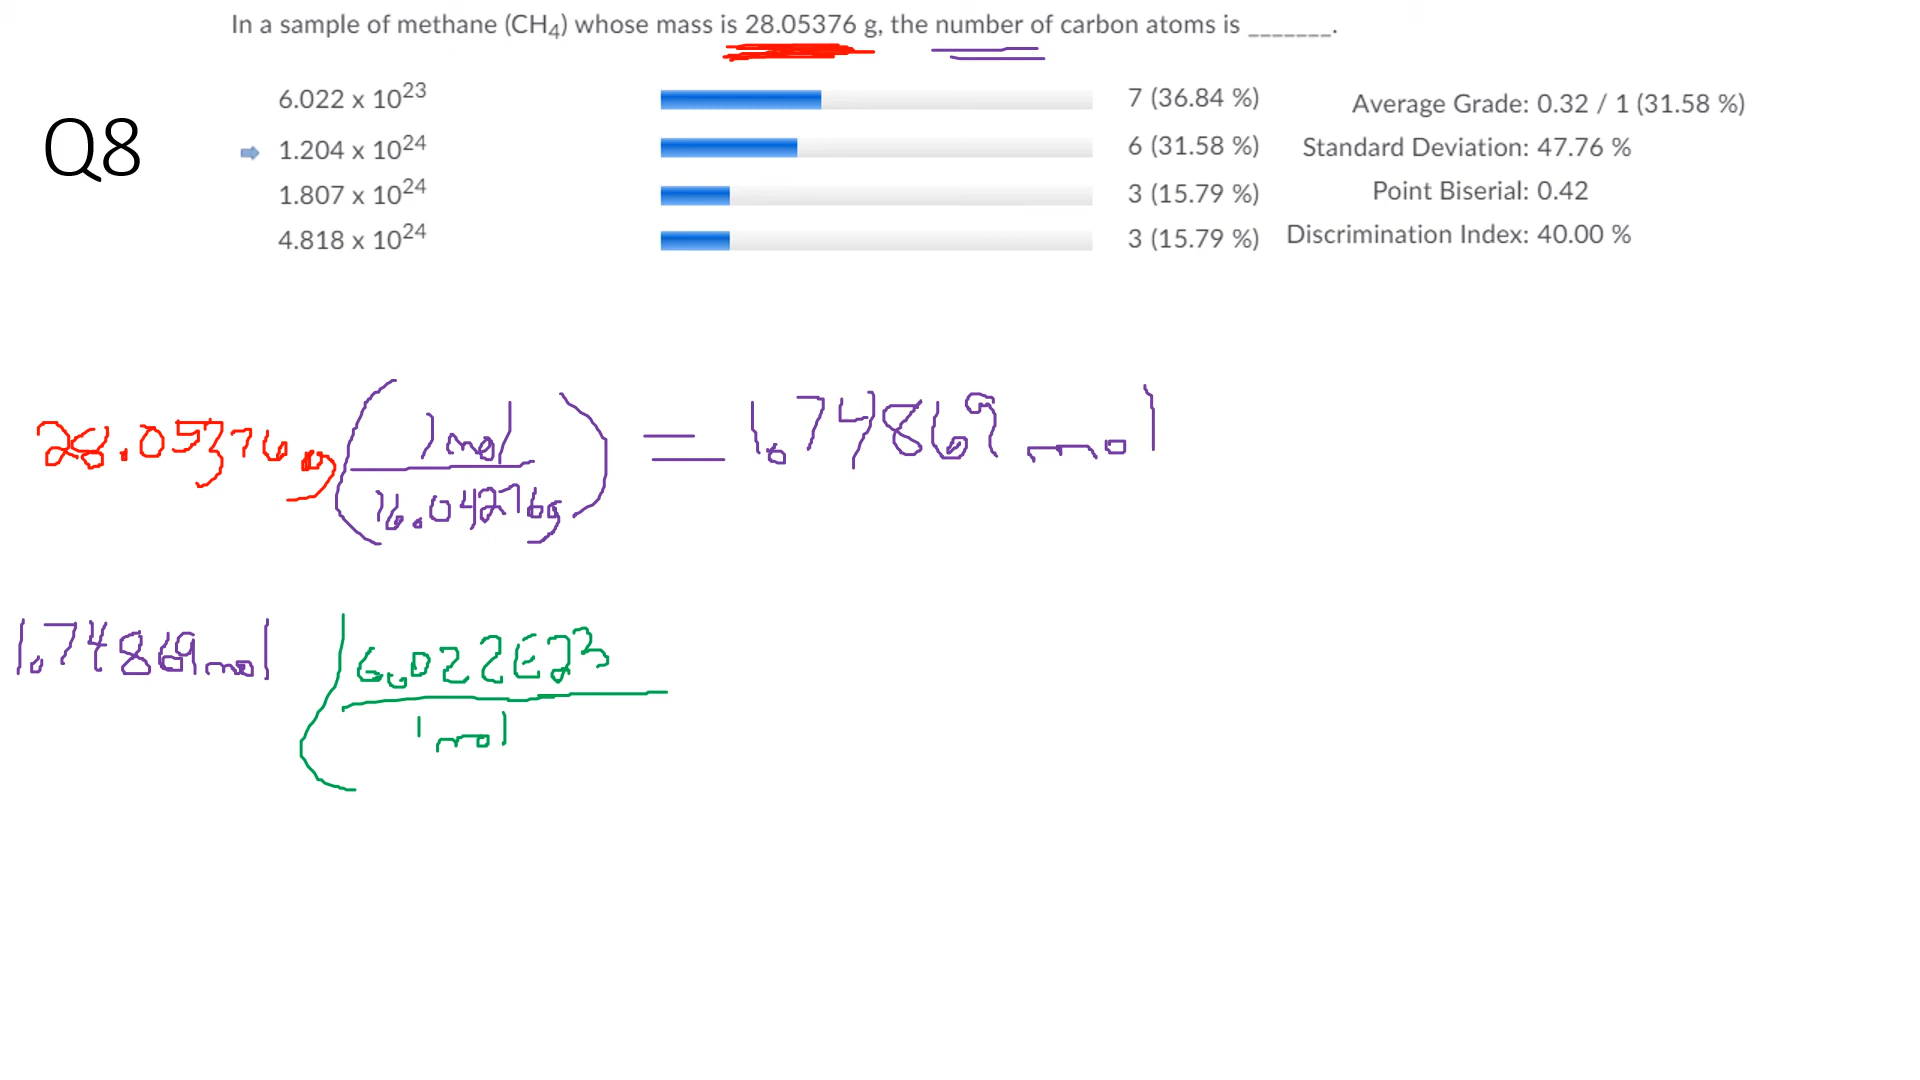 In a sample of methane (CH4) whose mass is 28.05376 g, the number of carbon atoms is _______.
Q8
6.022 x 10^23 7 (36.84 %) Average Grade: 0.32 / 1 (31.58 %)
1.204 x 10^24 6 (31.58 %) Standard Deviation: 47.76 %
1.807 x 10^24 3 (15.79 %) Point Biserial: 0.42
4.818 x 10^24 3 (15.79 %) Discrimination Index: 40.00 %
28.05376 g ( 1 mol / 16.04276g ) = 1.74869 mol
1.74869 mol ( 6.022E23 / 1 mol